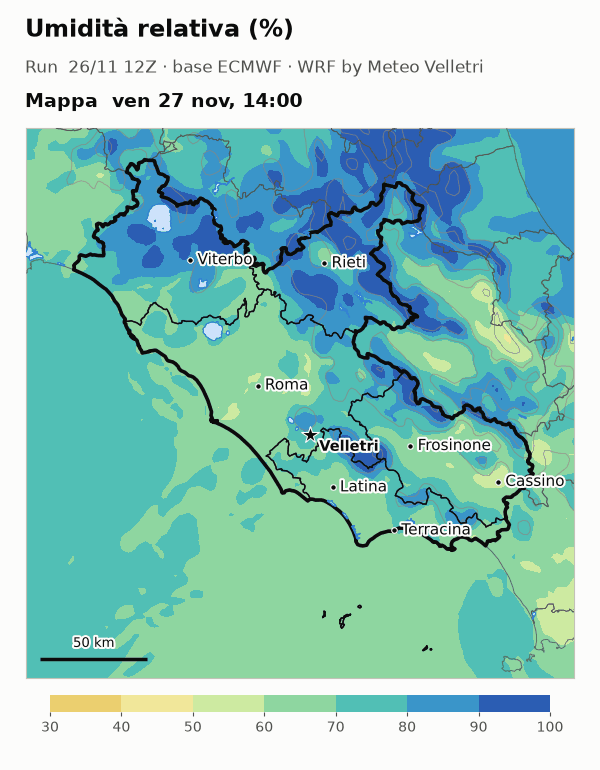 Umidità relativa (%)
Run  26/11 12Z · base ECMWF · WRF by Meteo Velletri
Mappa  ven 27 nov, 14:00
Viterbo
Rieti
Roma
Velletri
Frosinone
Cassino
Latina
Terracina
50 km
30 40 50 60 70 80 90 100